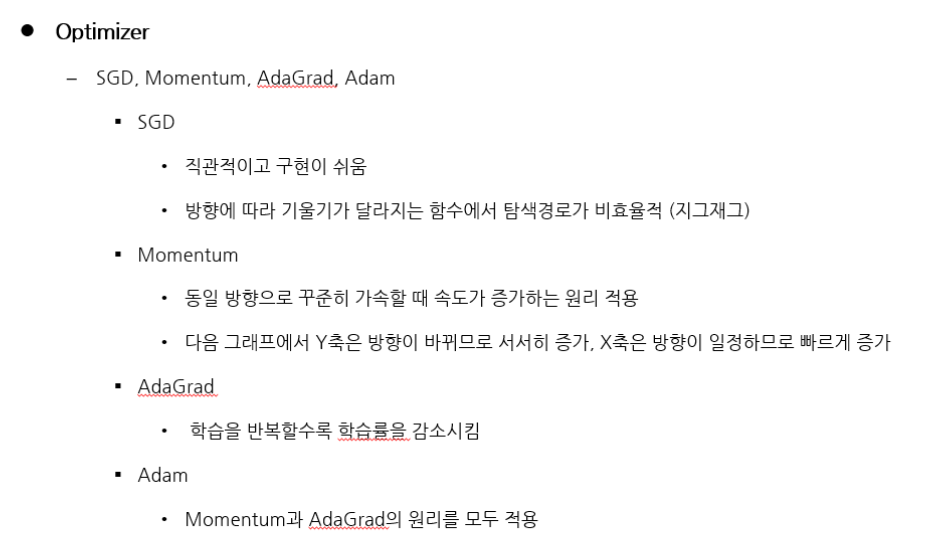 ● Optimizer
– SGD, Momentum, AdaGrad, Adam
▪ SGD
• 직관적이고 구현이 쉬움
• 방향에 따라 기울기가 달라지는 함수에서 탐색경로가 비효율적 (지그재그)
▪ Momentum
• 동일 방향으로 꾸준히 가속할 때 속도가 증가하는 원리 적용
• 다음 그래프에서 Y축은 방향이 바뀌므로 서서히 증가, X축은 방향이 일정하므로 빠르게 증가
▪ AdaGrad
• 학습을 반복할수록 학습률을 감소시킴
▪ Adam
• Momentum과 AdaGrad의 원리를 모두 적용